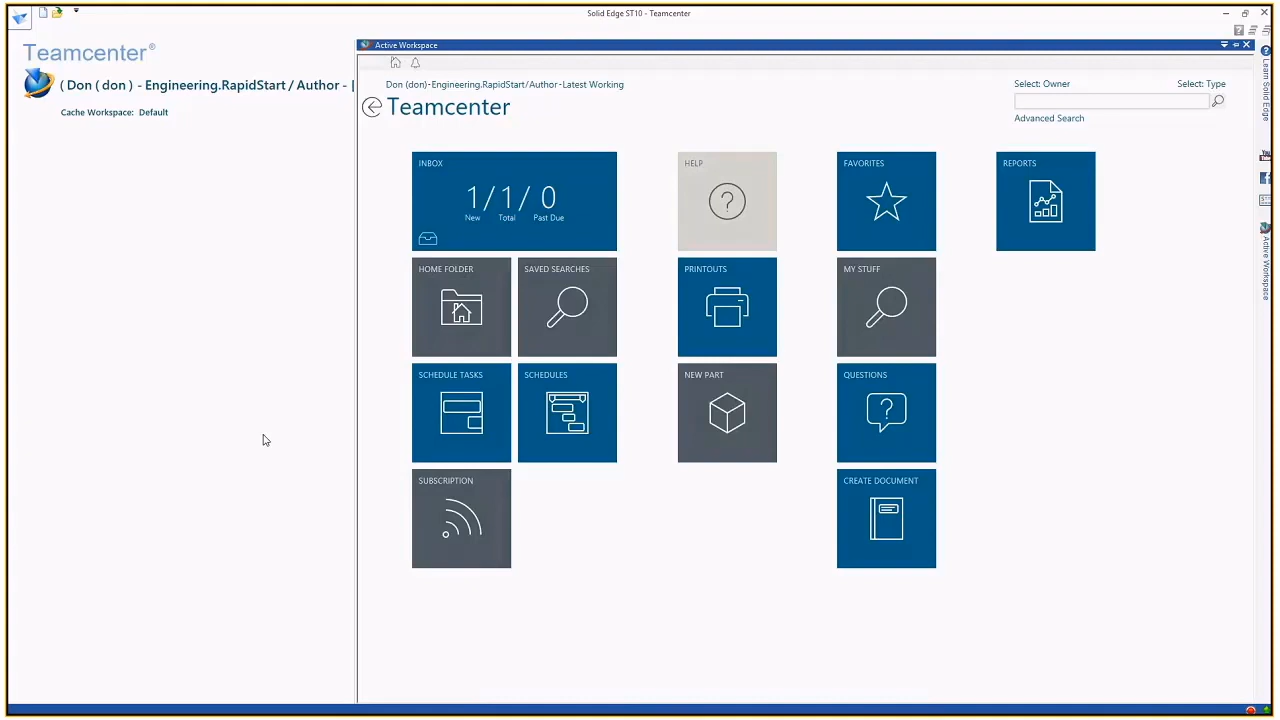 Solid Edge ST10 - Teamcenter
Teamcenter®
( Don ( don ) - Engineering.RapidStart / Author -
Cache Workspace: Default
Active Workspace
Don (don)-Engineering.RapidStart/Author-Latest Working
Teamcenter
Select: Owner
Select: Type
Advanced Search
INBOX
1/1/ 0
New Total Past Due
HELP
FAVORITES
REPORTS
HOME FOLDER
SAVED SEARCHES
PRINTOUTS
MY STUFF
SCHEDULE TASKS
SCHEDULES
NEW PART
QUESTIONS
SUBSCRIPTION
CREATE DOCUMENT
Learn Solid Edge
You
Active Workspace